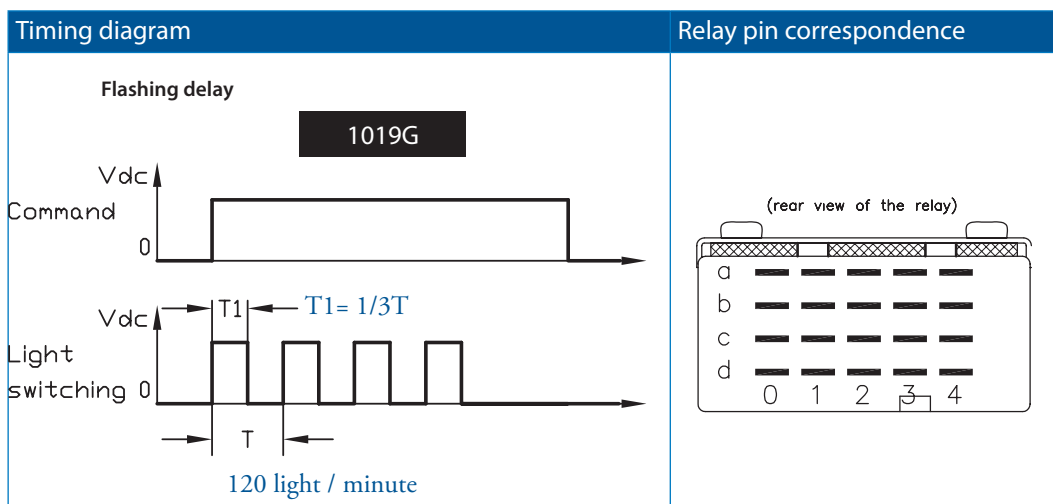 Timing diagram
Relay pin correspondence
Flashing delay
1019G
Vdc
Command
0
T1
T1= 1/3T
Vdc
Light
switching 0
T
120 light / minute
(rear view of the relay)
a
b
c
d
0 1 2 3 4